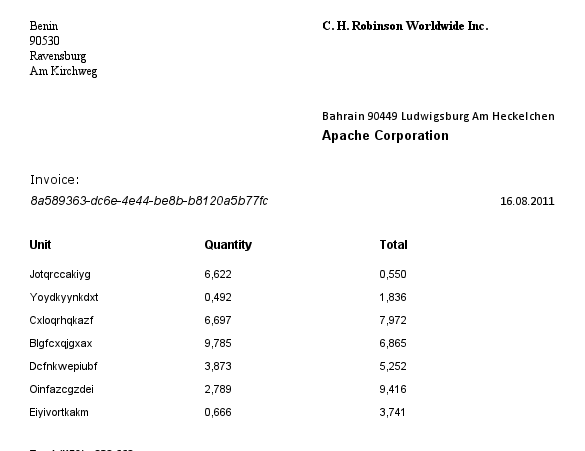 Benin
90530
Ravensburg
Am Kirchweg
C. H. Robinson Worldwide Inc.
Bahrain 90449 Ludwigsburg Am Heckelchen
Apache Corporation
Invoice:
8a589363-dc6e-4e44-be8b-b8120a5b77fc 16.08.2011
Unit Quantity Total
Jotqrccakiyg 6,622 0,550
Yoydkyynkdxt 0,492 1,836
Cxloqrhqkazf 6,697 7,972
Blgfcxqjgxax 9,785 6,865
Dcfnkwepiubf 3,873 5,252
Oinfazcgzdei 2,789 9,416
Eiyivortkakm 0,666 3,741